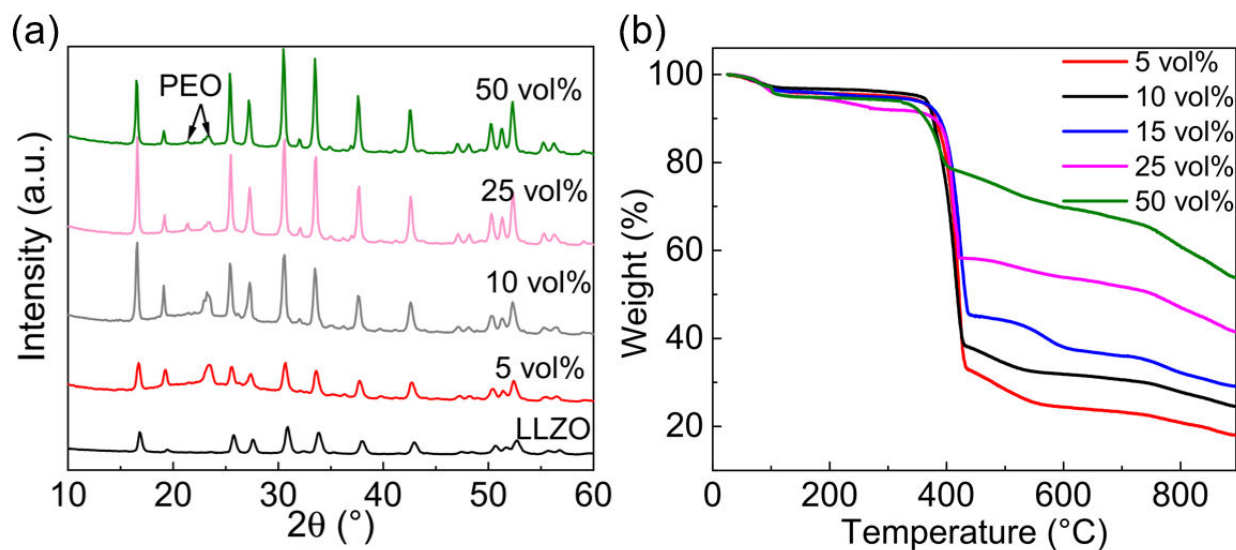 (a)
PEO
50 vol%
25 vol%
10 vol%
5 vol%
LLZO
Intensity (a.u.)
10 20 30 40 50 60
2θ (°)
(b)
5 vol%
10 vol%
15 vol%
25 vol%
50 vol%
100
80
60
40
20
Weight (%)
0 200 400 600 800
Temperature (°C)